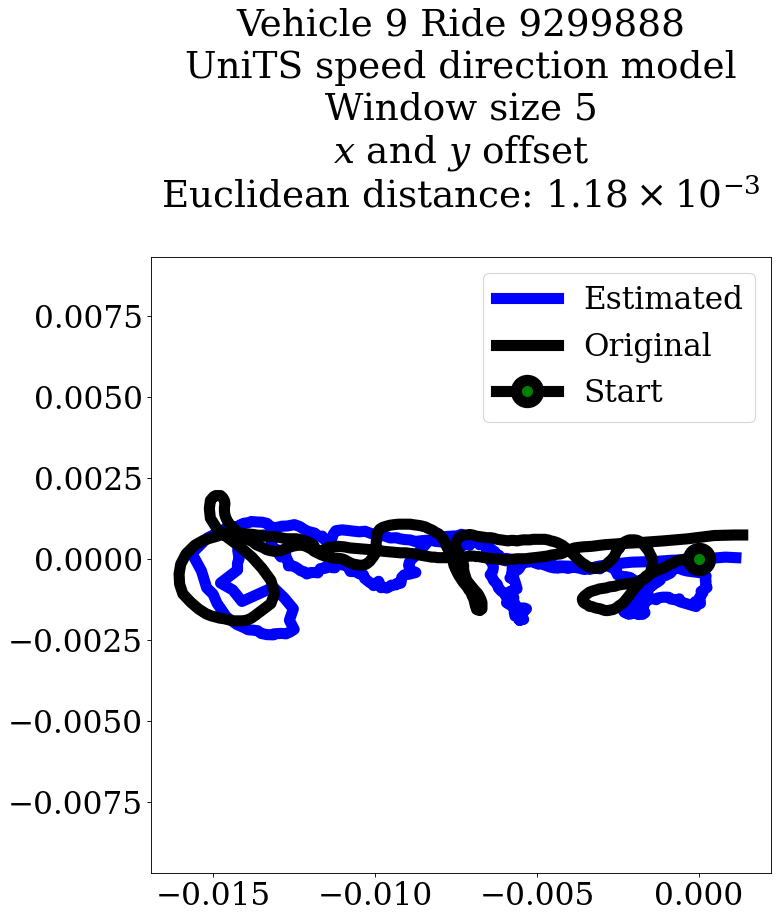 Vehicle 9 Ride 9299888
UniTS speed direction model
Window size 5
x and y offset
Euclidean distance: 1.18 × 10⁻³
Estimated
Original
Start
0.0075
0.0050
0.0025
0.0000
−0.0025
−0.0050
−0.0075
−0.015 −0.010 −0.005 0.000